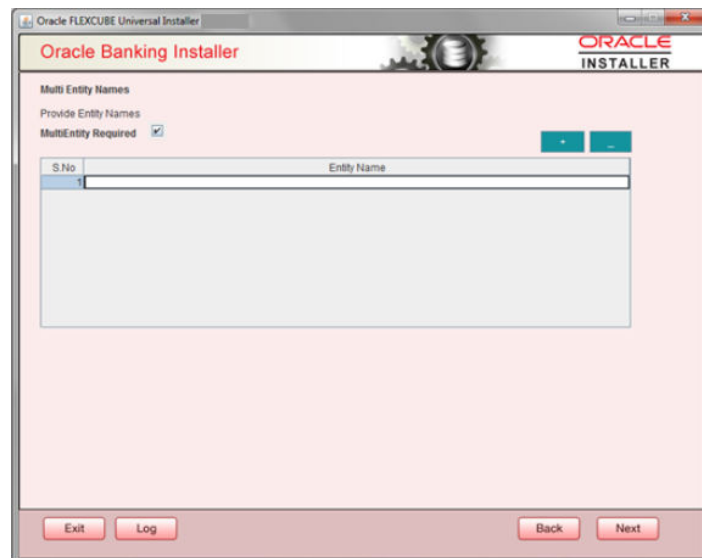 Oracle FLEXCUBE Universal Installer
Oracle Banking Installer
ORACLE
INSTALLER
Multi Entity Names
Provide Entity Names
MultiEntity Required
+ _
S.No Entity Name
1
Exit Log Back Next